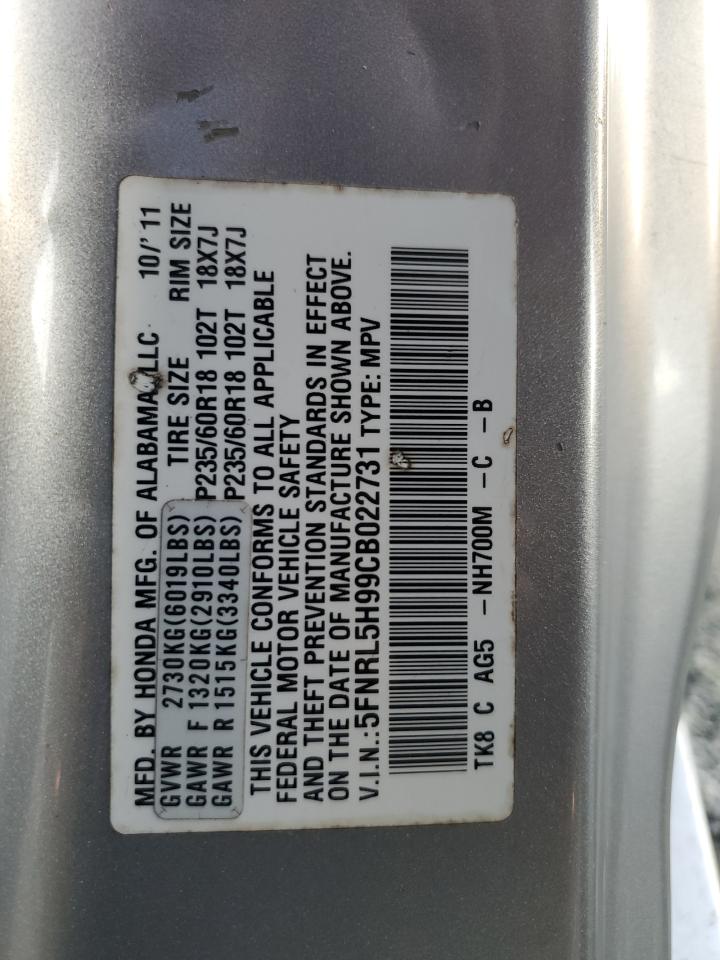 MFD. BY HONDA MFG. OF ALABAMA, LLC 10/'11
TIRE SIZE RIM SIZE
GVWR 2730KG(6019LBS)
GAWR F 1320KG(2910LBS) P235/60R18 102T 18X7J
GAWR R 1515KG(3340LBS) P235/60R18 102T 18X7J
THIS VEHICLE CONFORMS TO ALL APPLICABLE
FEDERAL MOTOR VEHICLE SAFETY
AND THEFT PREVENTION STANDARDS IN EFFECT
ON THE DATE OF MANUFACTURE SHOWN ABOVE.
V.I.N.:5FNRL5H99CB022731 TYPE: MPV
TK8 C AG5 -NH700M -C -B